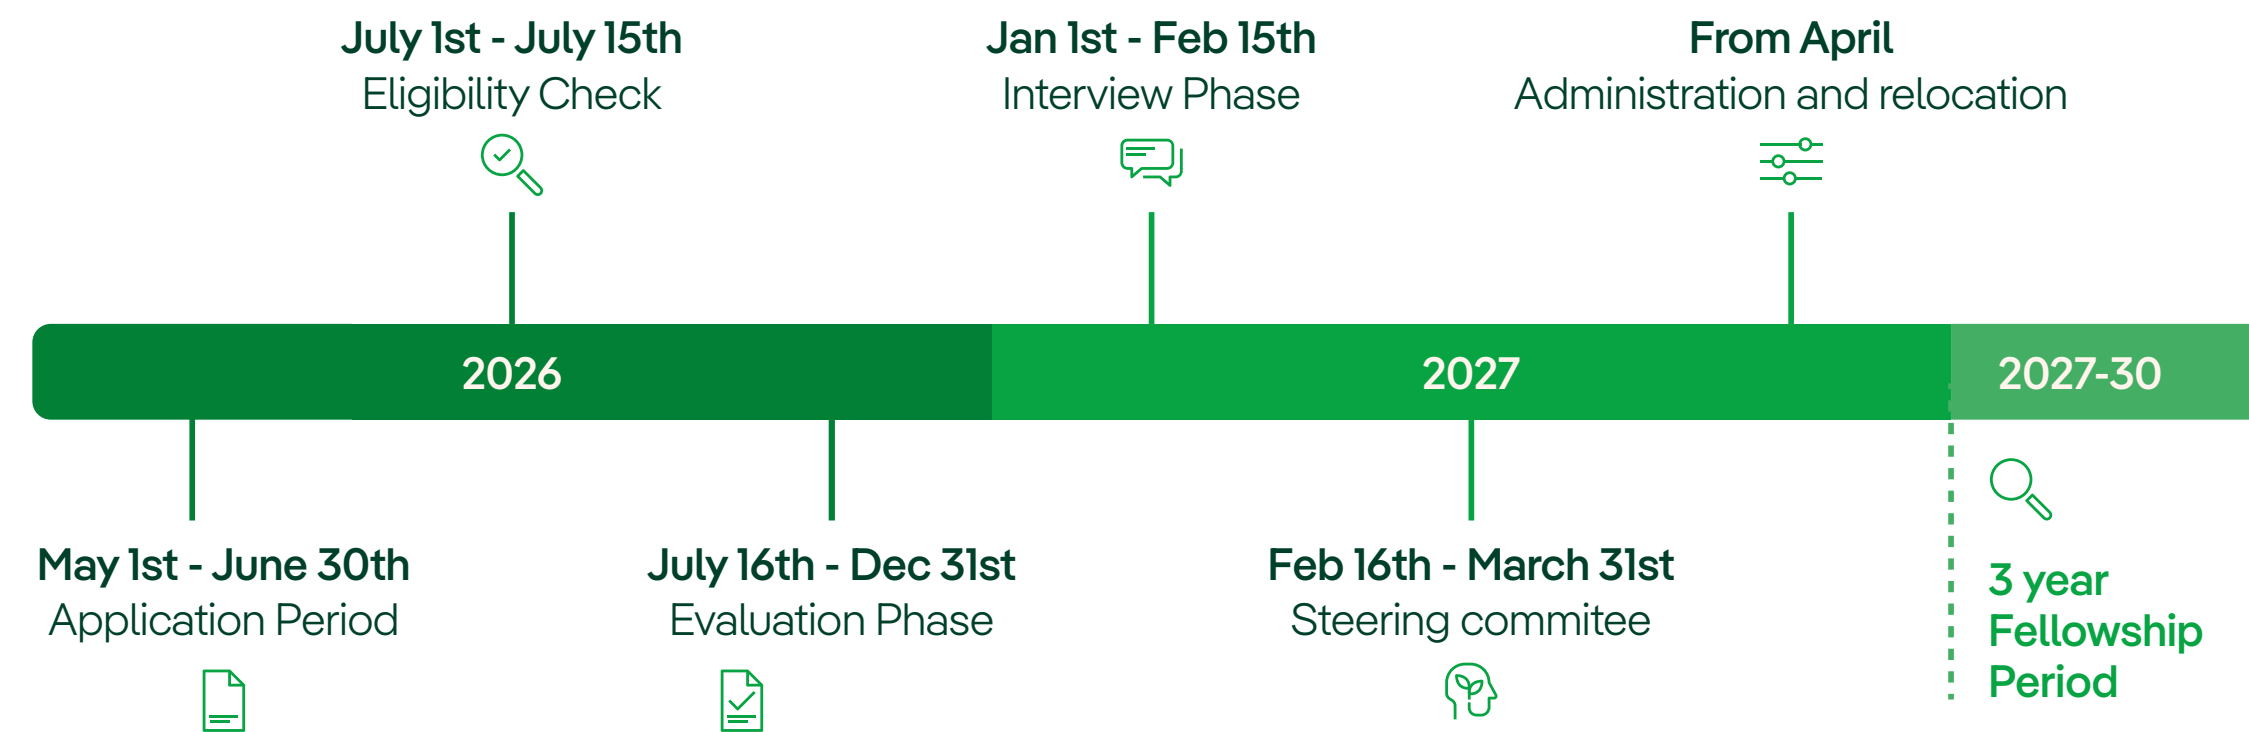 July 1st - July 15th
Eligibility Check
Jan 1st - Feb 15th
Interview Phase
From April
Administration and relocation
2026
2027
2027-30
May 1st - June 30th
Application Period
July 16th - Dec 31st
Evaluation Phase
Feb 16th - March 31st
Steering commitee
3 year
Fellowship
Period